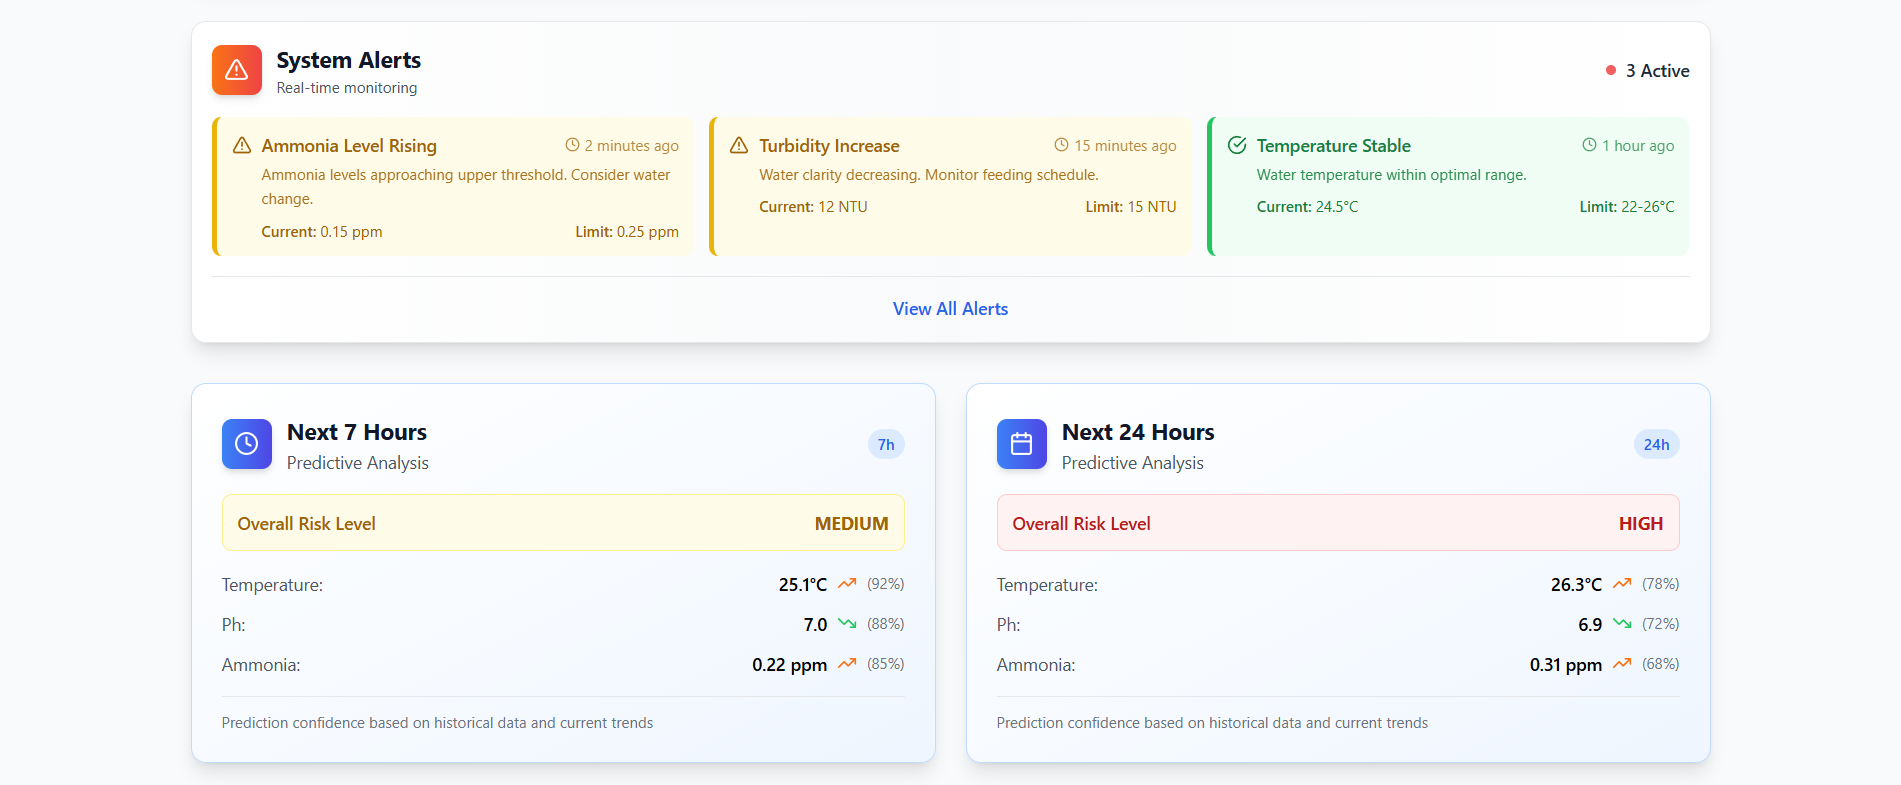 System Alerts
Real-time monitoring
3 Active
Ammonia Level Rising
2 minutes ago
Ammonia levels approaching upper threshold. Consider water
change.
Current: 0.15 ppm
Limit: 0.25 ppm
Turbidity Increase
15 minutes ago
Water clarity decreasing. Monitor feeding schedule.
Current: 12 NTU
Limit: 15 NTU
Temperature Stable
1 hour ago
Water temperature within optimal range.
Current: 24.5°C
Limit: 22-26°C
View All Alerts
Next 7 Hours
Predictive Analysis
7h
Overall Risk Level
MEDIUM
Temperature:
25.1°C
(92%)
Ph:
7.0
(88%)
Ammonia:
0.22 ppm
(85%)
Prediction confidence based on historical data and current trends
Next 24 Hours
Predictive Analysis
24h
Overall Risk Level
HIGH
Temperature:
26.3°C
(78%)
Ph:
6.9
(72%)
Ammonia:
0.31 ppm
(68%)
Prediction confidence based on historical data and current trends